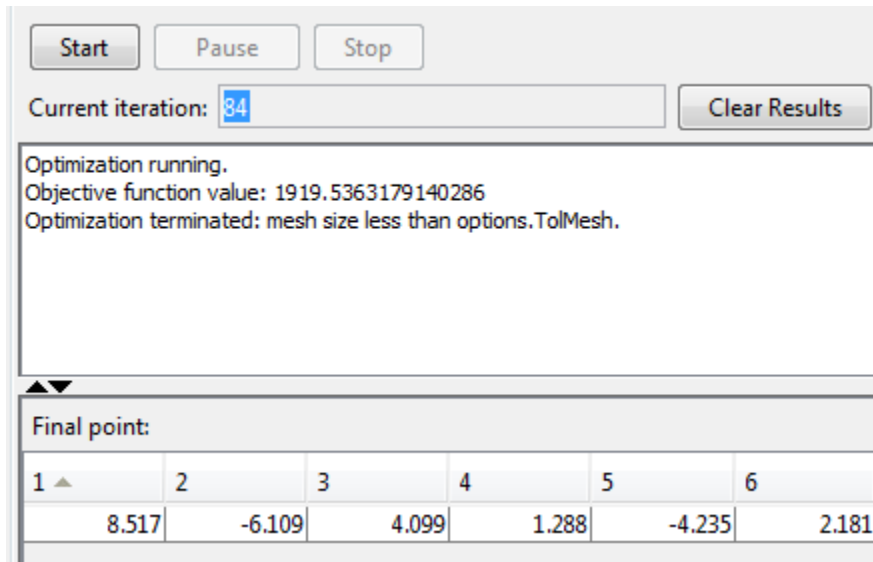 Start Pause Stop
Current iteration: 84 Clear Results
Optimization running.
Objective function value: 1919.5363179140286
Optimization terminated: mesh size less than options.TolMesh.
Final point:
1 2 3 4 5 6
8.517 -6.109 4.099 1.288 -4.235 2.181